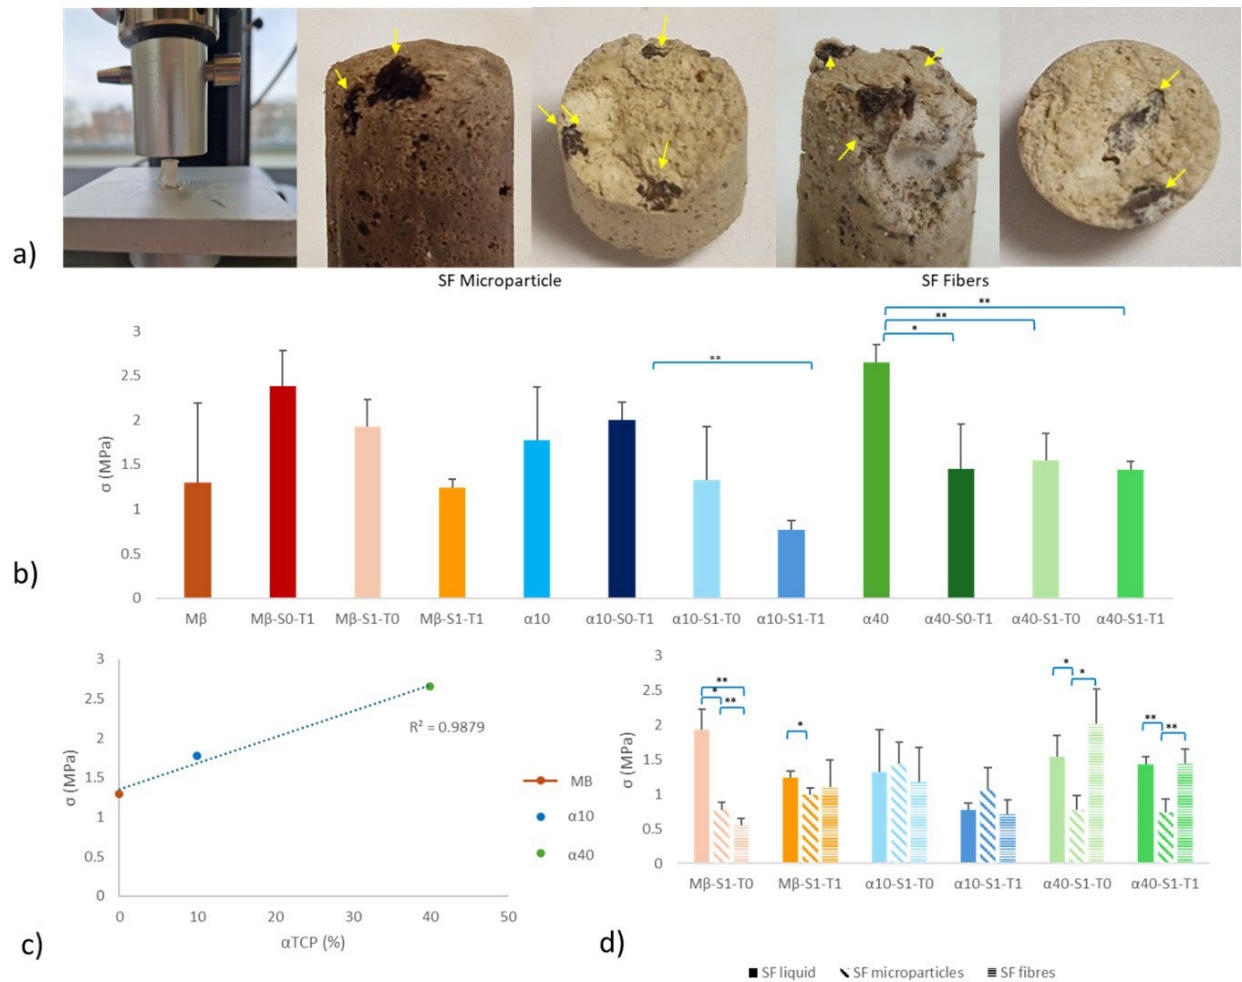 a)
SF Microparticle SF Fibers
** 
** 
* 
**
3
2.5
2
1.5
1
0.5
0
σ (MPa)
b)
Mβ Mβ-S0-T1 Mβ-S1-T0 Mβ-S1-T1 α10 α10-S0-T1 α10-S1-T0 α10-S1-T1 α40 α40-S0-T1 α40-S1-T0 α40-S1-T1
3
2.5
2
1.5
1
0.5
0
σ (MPa)
R² = 0.9879
MB
α10
α40
0 10 20 30 40 50
αTCP (%)
c)
3
2.5
2
1.5
1
0.5
0
σ (MPa)
**
*
**
*
*
*
**
**
Mβ-S1-T0 Mβ-S1-T1 α10-S1-T0 α10-S1-T1 α40-S1-T0 α40-S1-T1
d)
SF liquid SF microparticles SF fibres